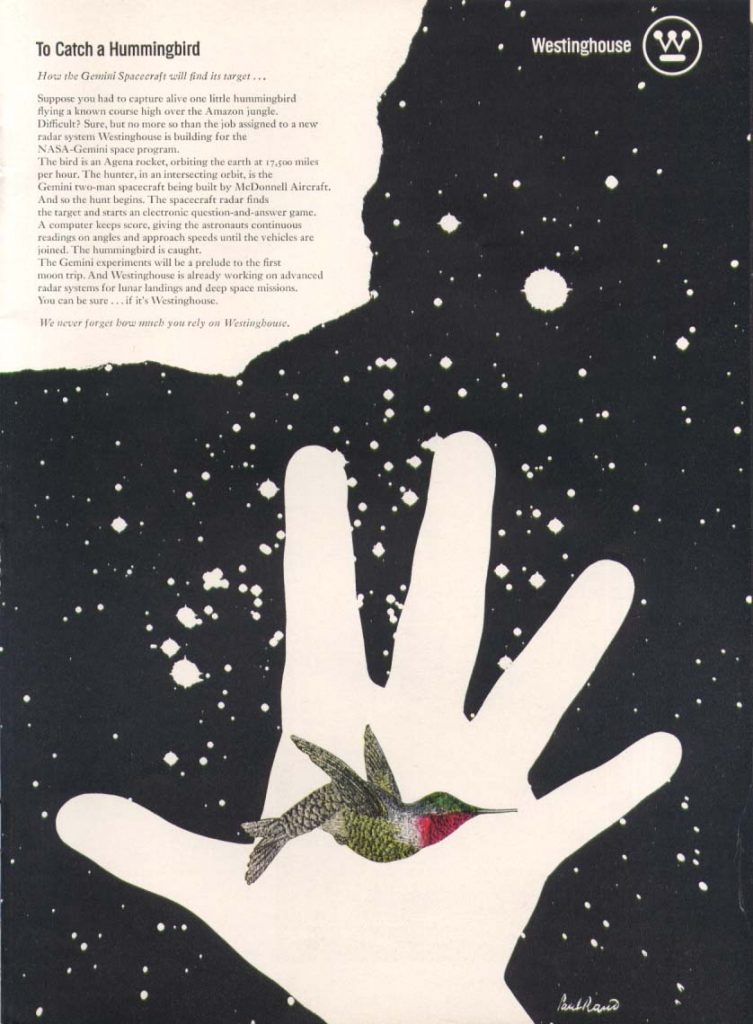 To Catch a Hummingbird
Westinghouse
W
How the Gemini Spacecraft will find its target . . .
Suppose you had to capture alive one little hummingbird
flying a known course high over the Amazon jungle.
Difficult? Sure, but no more so than the job assigned to a new
radar system Westinghouse is building for the
NASA-Gemini space program.
The bird is an Agena rocket, orbiting the earth at 17,500 miles
per hour. The hunter, in an intersecting orbit, is the
Gemini two-man spacecraft being built by McDonnell Aircraft.
And so the hunt begins. The spacecraft radar finds
the target and starts an electronic question-and-answer game.
A computer keeps score, giving the astronauts continuous
readings on angles and approach speeds until the vehicles are
joined. The hummingbird is caught.
The Gemini experiments will be a prelude to the first
moon trip. And Westinghouse is already working on advanced
radar systems for lunar landings and deep space missions.
You can be sure . . . if it's Westinghouse.
We never forget how much you rely on Westinghouse.
Paul Rand